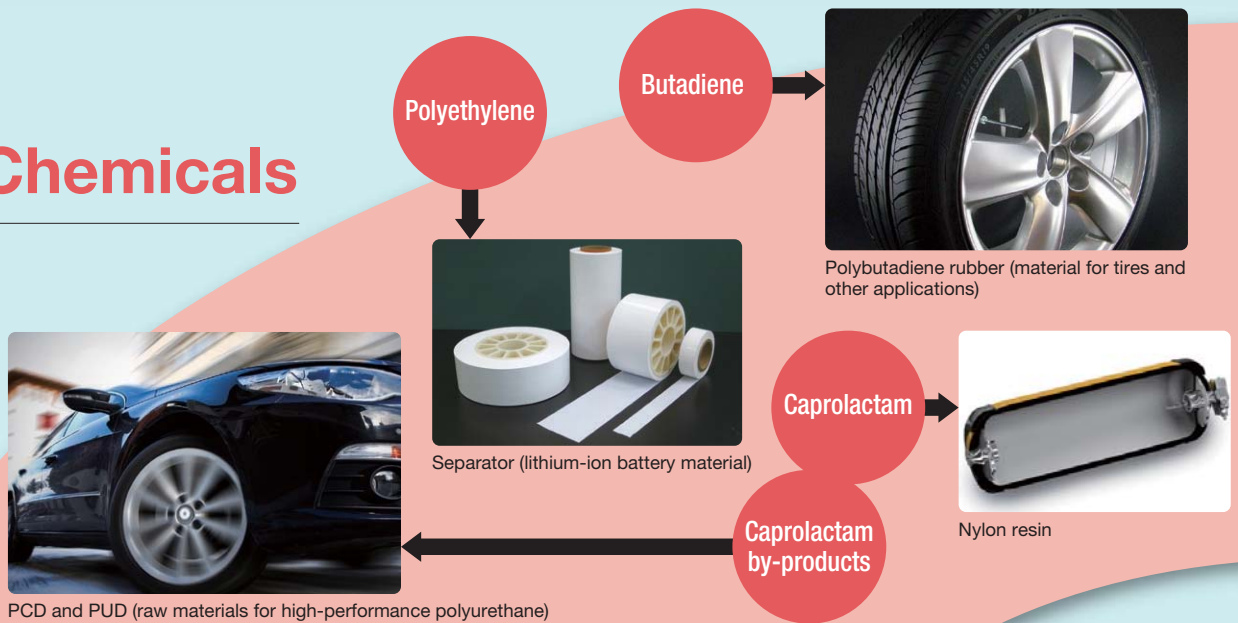 Chemicals
Polyethylene
Butadiene
Polybutadiene rubber (material for tires and
other applications)
Separator (lithium-ion battery material)
Caprolactam
Nylon resin
Caprolactam
by-products
PCD and PUD (raw materials for high-performance polyurethane)